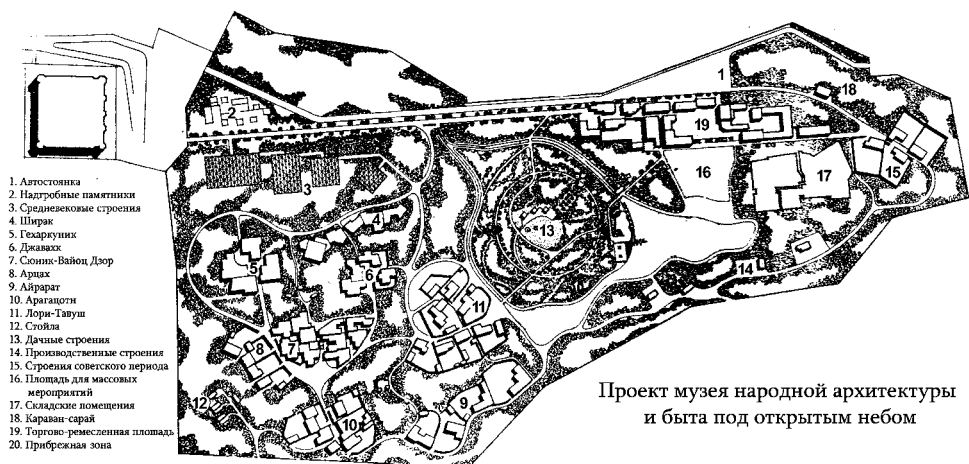 1. Автостоянка
2. Надгробные памятники
3. Средневековые строения
4. Ширак
5. Гехаркуник
6. Джавахк
7. Сюник-Вайоц Дзор
8. Арцах
9. Айрарат
10. Арагацотн
11. Лори-Тавуш
12. Стойла
13. Дачные строения
14. Производственные строения
15. Строения советского периода
16. Площадь для массовых
мероприятий
17. Складские помещения
18. Караван-сарай
19. Торгово-ремесленная площадь
20. Прибрежная зона
1
18
2
19
16
17
15
3
4
13
5
6
14
11
8
7
9
12
10
Проект музея народной архитектуры
и быта под открытым небом